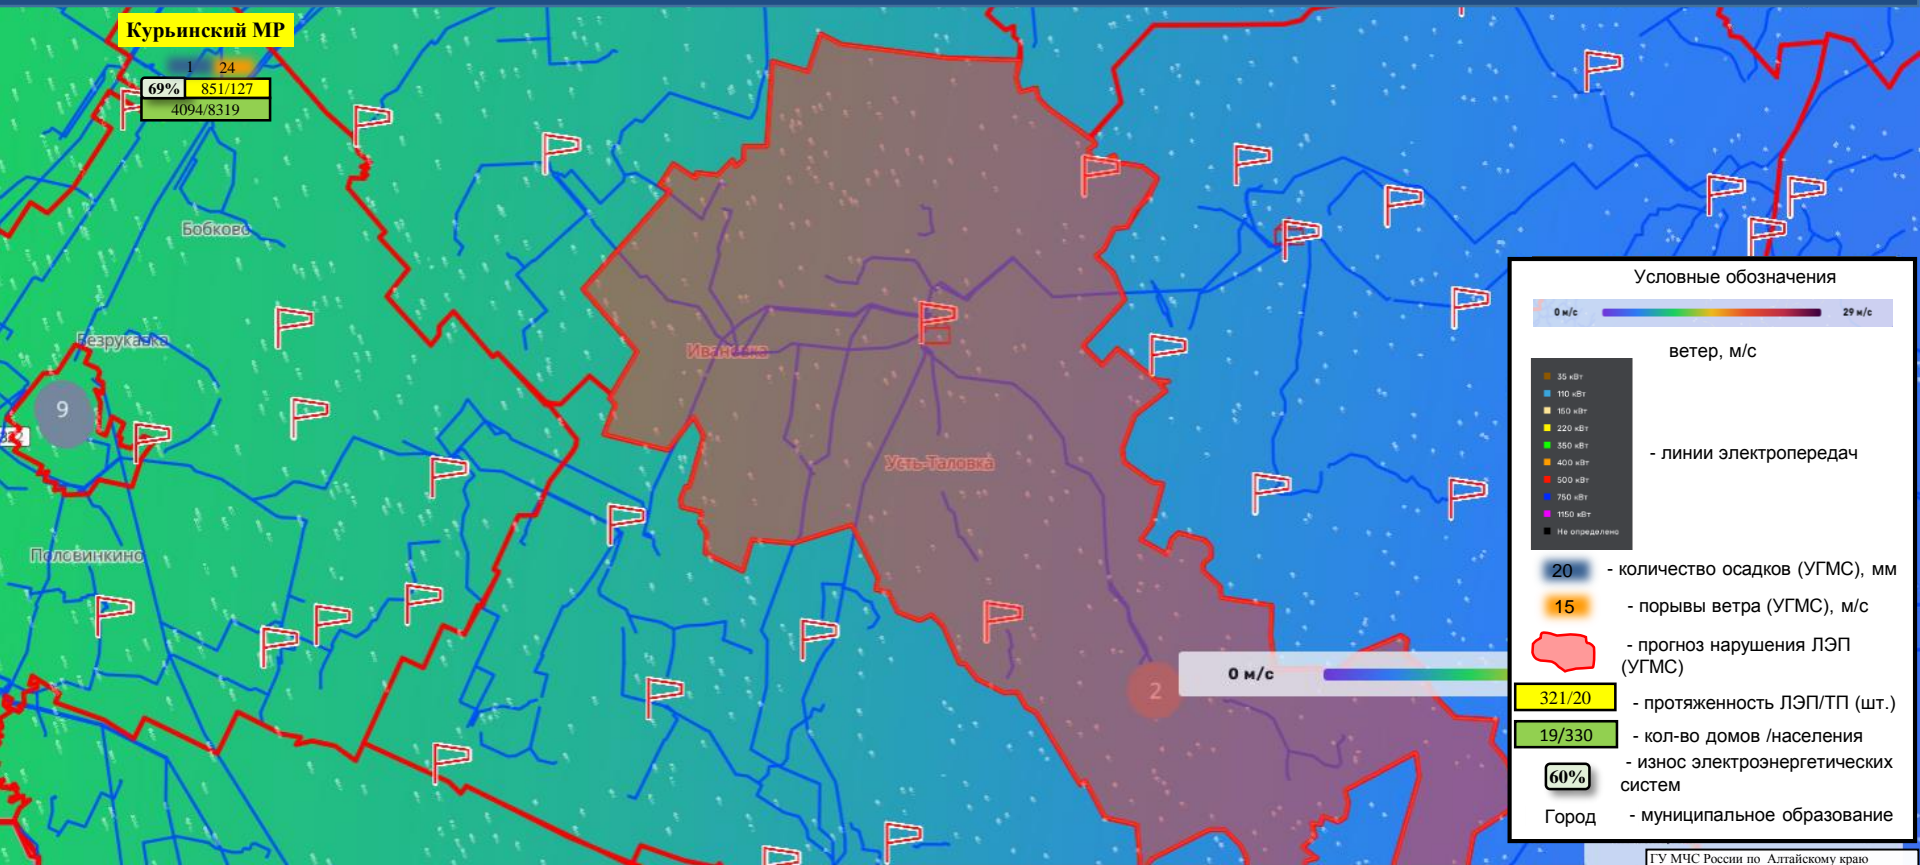 Курьинский МР
1 24
69% 851/127
4094/8319
Бобково
Безрукавка
9
Ивановка
Усть-Таловка
Половинкино
2
0 м/с
Условные обозначения
0 м/с 29 м/с
ветер, м/с
35 кВт
110 кВт
150 кВт
220 кВт
350 кВт
400 кВт
500 кВт
750 кВт
1150 кВт
Не определено
- линии электропередач
20 - количество осадков (УГМС), мм
15 - порывы ветра (УГМС), м/с
- прогноз нарушения ЛЭП
(УГМС)
321/20 - протяженность ЛЭП/ТП (шт.)
19/330 - кол-во домов /населения
60% - износ электроэнергетических
систем
Город - муниципальное образование
ГУ МЧС России по Алтайскому краю